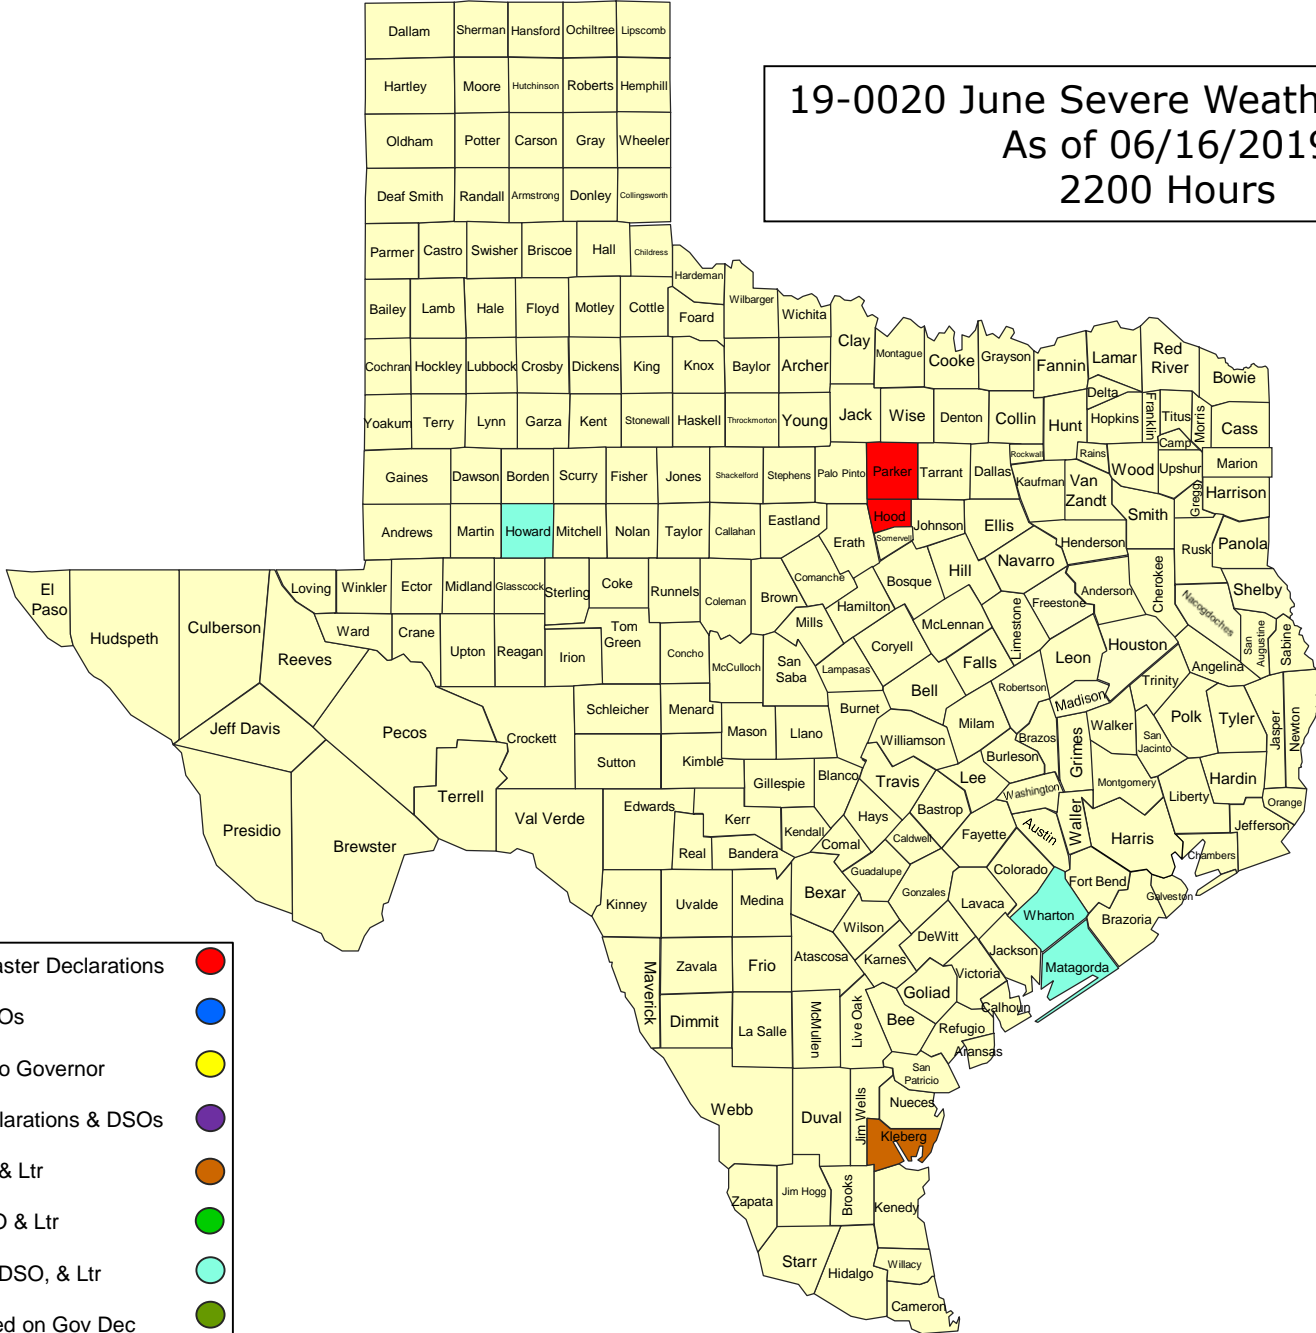 19-0020 June Severe Weath
As of 06/16/2019
2200 Hours
Dallam Sherman Hansford Ochiltree Lipscomb
Hartley Moore Hutchinson Roberts Hemphill
Oldham Potter Carson Gray Wheeler
Deaf Smith Randall Armstrong Donley Collingsworth
Parmer Castro Swisher Briscoe Hall Childress
Hardeman
Bailey Lamb Hale Floyd Motley Cottle Foard Wilbarger Wichita
Clay Montague Cooke Grayson Fannin Lamar Red
River Bowie
Cochran Hockley Lubbock Crosby Dickens King Knox Baylor Archer
Delta
Yoakum Terry Lynn Garza Kent Stonewall Haskell Throckmorton Young Jack Wise Denton Collin Hunt Hopkins Franklin Titus Morris Cass
Camp
Gaines Dawson Borden Scurry Fisher Jones Shackelford Stephens Palo Pinto Parker Tarrant Dallas Rockwall Kaufman Rains Van
Zandt Wood Upshur Gregg Marion
Harrison
Andrews Martin Howard Mitchell Nolan Taylor Callahan Eastland Erath Hood Somervell Johnson Ellis Henderson Smith Rusk Panola
El
Paso Hudspeth Culberson Loving Winkler Ector Midland Glasscock Sterling Coke Runnels Coleman Brown Comanche Hamilton Bosque Hill Navarro Freestone Anderson Cherokee Nacogdoches Shelby
Reeves Ward Crane Upton Reagan Irion Tom
Green Concho McCulloch San
Saba Mills Lampasas Coryell McLennan Limestone Falls Leon Houston Angelina San
Augustine Sabine
Jeff Davis Pecos Crockett Schleicher Menard Mason Llano Burnet Bell Milam Robertson Madison Trinity Walker San
Jacinto Polk Tyler Jasper Newton
Sutton Kimble Gillespie Blanco Williamson Travis Lee Burleson Brazos Grimes Washington Montgomery Liberty Hardin Orange
Presidio Brewster Terrell Val Verde Edwards Kerr Real Bandera Kendall Comal Hays Caldwell Bastrop Fayette Austin Waller Harris Chambers Jefferson
Kinney Uvalde Medina Bexar Guadalupe Gonzales Lavaca Colorado Wharton Fort Bend Brazoria Galveston
Maverick Zavala Frio Atascosa Wilson Karnes DeWitt Victoria Jackson Matagorda
Dimmit La Salle McMullen Live Oak Bee Goliad Refugio Calhoun Aransas
Webb Duval Jim Wells San
Patricio Nueces
Kleberg
Zapata Jim Hogg Brooks Kenedy
Starr Hidalgo Willacy
Cameron
aster Declarations
Os
o Governor
larations & DSOs
& Ltr
O & Ltr
DSO, & Ltr
ed on Gov Dec